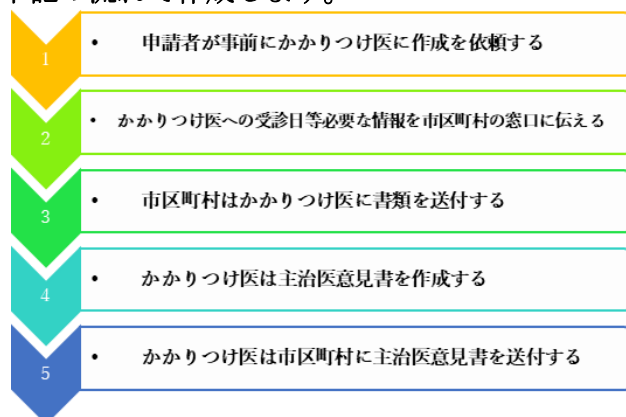 1
• 申請者が事前にかかりつけ医に作成を依頼する
2
• かかりつけ医への受診日等必要な情報を市区町村の窓口に伝える
3
• 市区町村はかかりつけ医に書類を送付する
4
• かかりつけ医は主治医意見書を作成する
5
• かかりつけ医は市区町村に主治医意見書を送付する